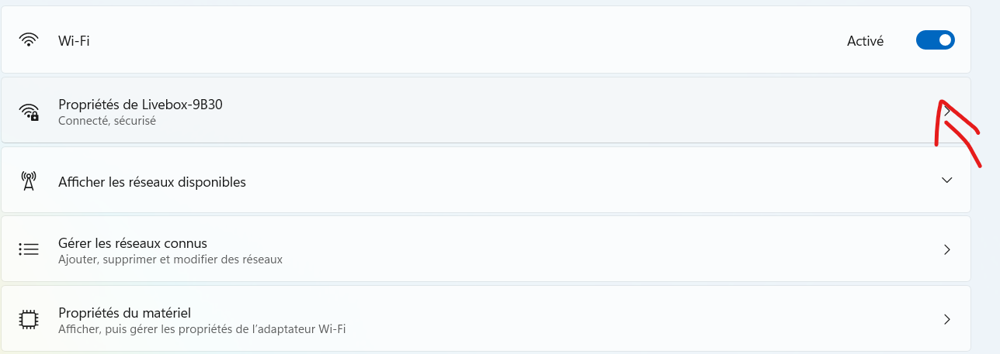 Wi-Fi
Activé
Propriétés de Livebox-9B30
Connecté, sécurisé
Afficher les réseaux disponibles
Gérer les réseaux connus
Ajouter, supprimer et modifier des réseaux
Propriétés du matériel
Afficher, puis gérer les propriétés de l’adaptateur Wi-Fi